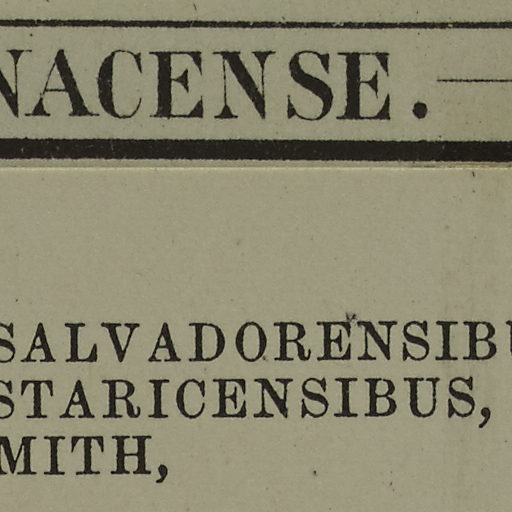 NACENSE.
SALVADORENSIBU
STARICENSIBUS,
MITH,